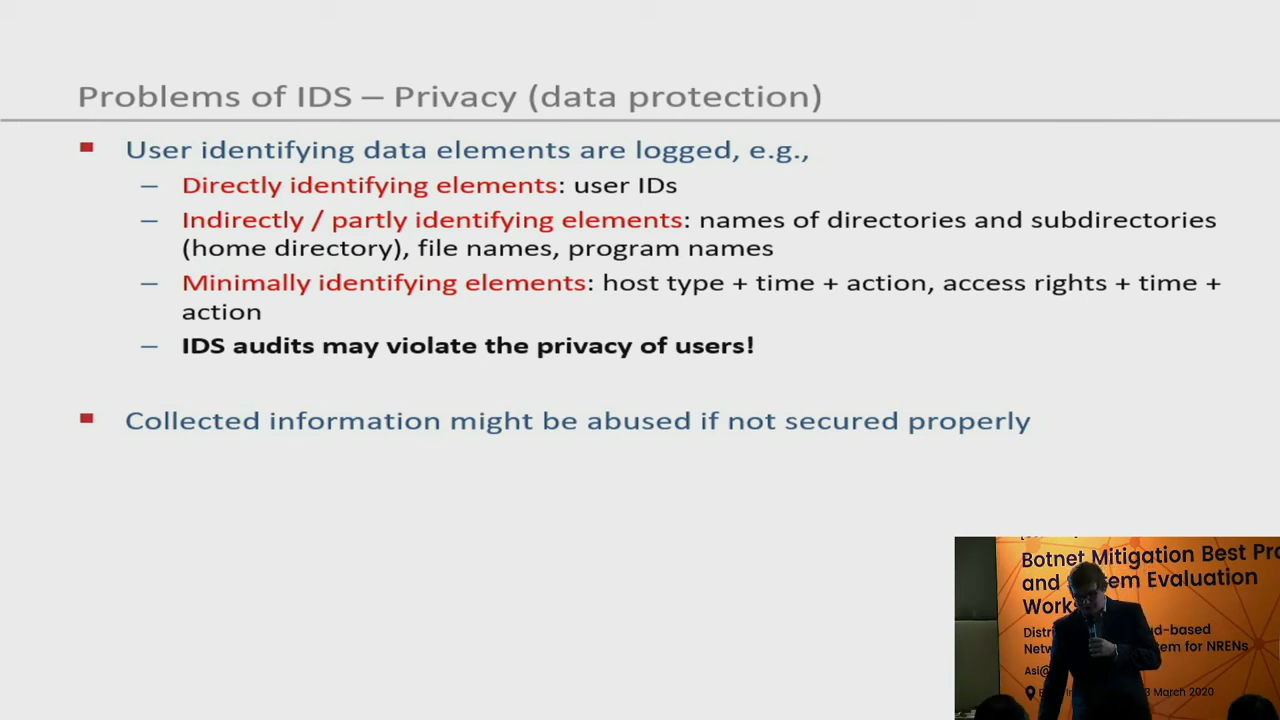 Problems of IDS – Privacy (data protection)
User identifying data elements are logged, e.g.,
– Directly identifying elements: user IDs
– Indirectly / partly identifying elements: names of directories and subdirectories
(home directory), file names, program names
– Minimally identifying elements: host type + time + action, access rights + time +
action
– IDS audits may violate the privacy of users!
Collected information might be abused if not secured properly
Botnet Mitigation Best
and Evaluation
-based
for NRENs
March 2020